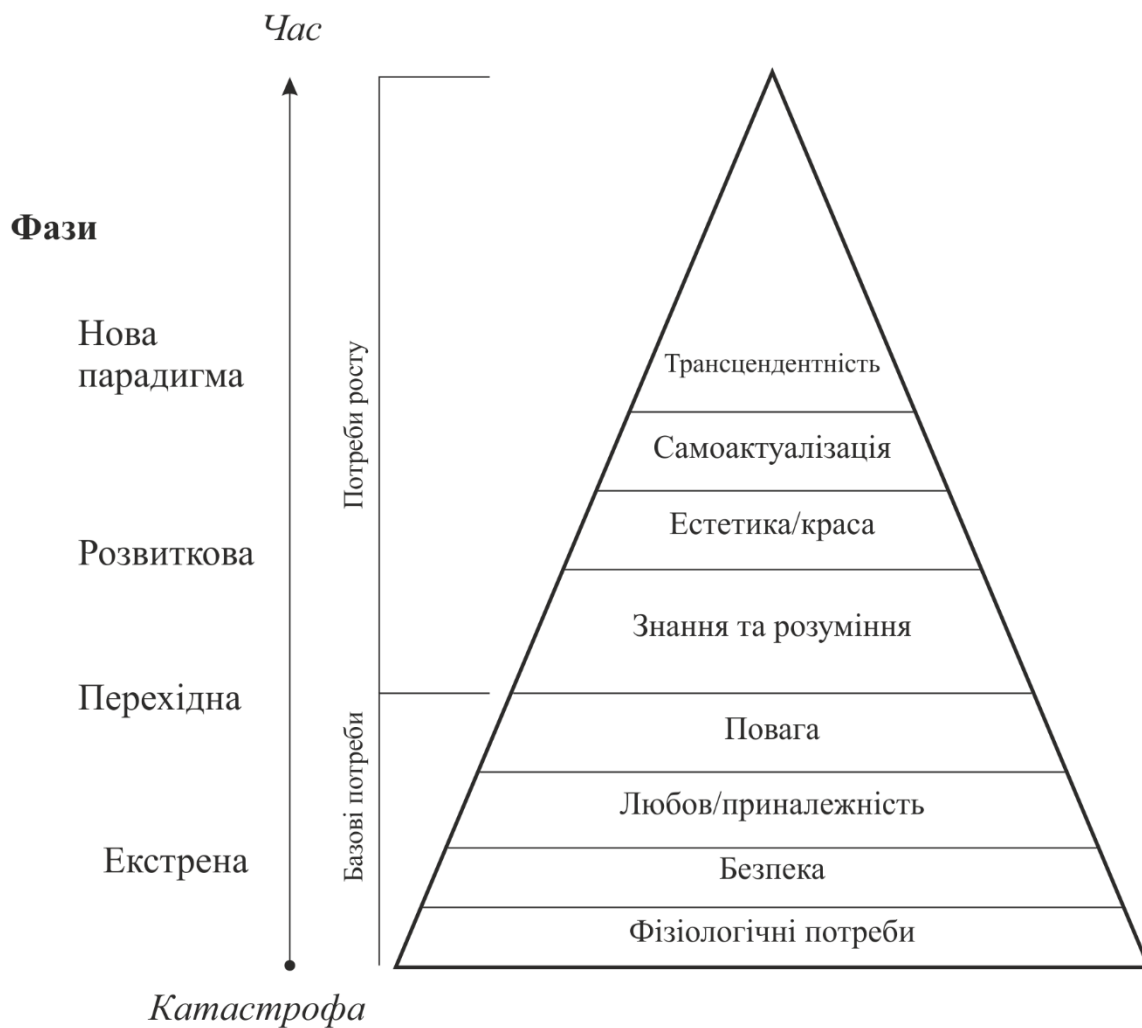 Час
Фази
Нова
парадигма
Розвиткова
Перехідна
Екстрена
Катастрофа
Потреби росту
Базові потреби
Трансцендентність
Самоактуалізація
Естетика/краса
Знання та розуміння
Повага
Любов/приналежність
Безпека
Фізіологічні потреби